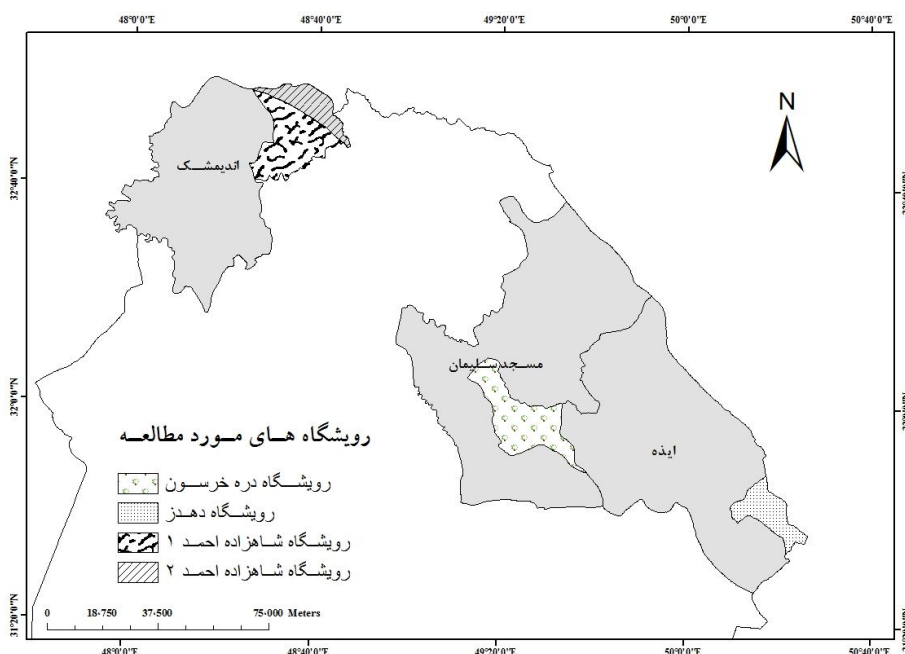 48°0'0"E 48°40'0"E 49°20'0"E 50°0'0"E 50°40'0"E
N
32°40'0"N
اندیمشک
مسجدسلیمان
32°0'0"N
ایذه
رویشگاه های مورد مطالعه
رویشگاه دره خرسون
رویشگاه دهدز
رویشگاه شاهزاده احمد ۱
رویشگاه شاهزاده احمد ۲
0 18.750 37.500 75.000 Meters
31°20'0"N
48°0'0"E 48°40'0"E 49°20'0"E 50°0'0"E 50°40'0"E